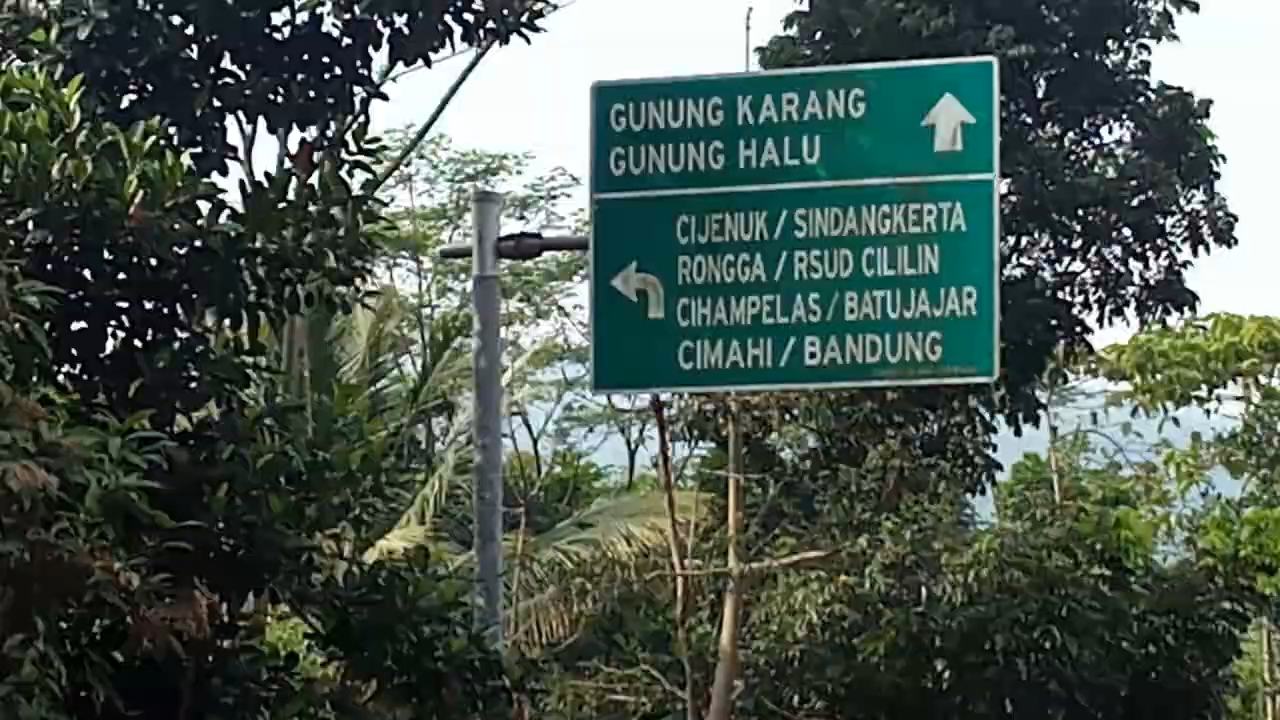 GUNUNG KARANG
GUNUNG HALU
CIJENUK / SINDANGKERTA
RONGGA / RSUD CILILIN
CIHAMPELAS / BATUJAJAR
CIMAHI / BANDUNG